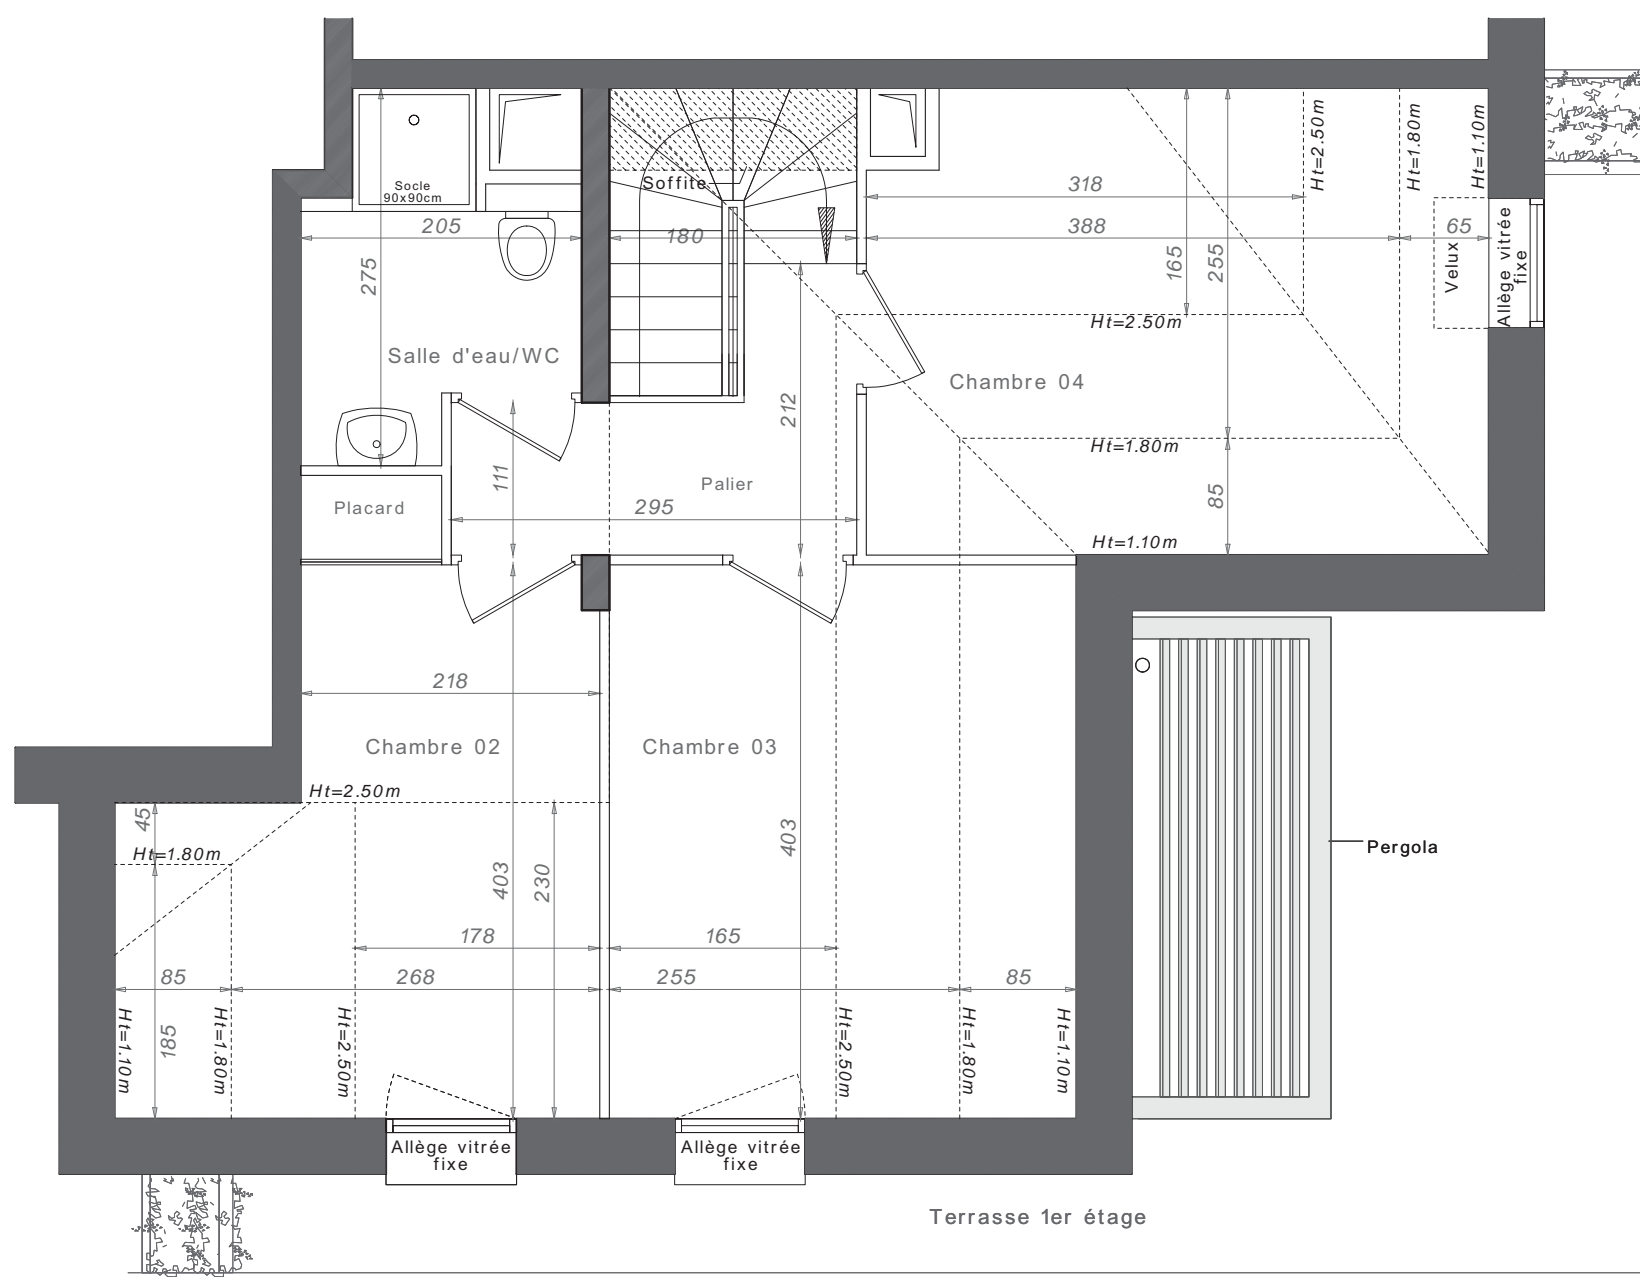 Socle
90x90cm
Soffite
Ht=2.50m
Ht=1.80m
Ht=1.10m
318
205
180
388
65
275
165
255
Velux
Allège vitrée
fixe
Ht=2.50m
Salle d'eau/WC
Chambre 04
212
Ht=1.80m
111
Palier
Placard
295
85
Ht=1.10m
218
Chambre 02
Chambre 03
Ht=2.50m
45
Ht=1.80m
403
230
403
Pergola
178
165
85
268
255
85
Ht=1.10m
185
Ht=1.80m
Ht=2.50m
Ht=2.50m
Ht=1.80m
Ht=1.10m
Allège vitrée
fixe
Allège vitrée
fixe
Terrasse 1er étage